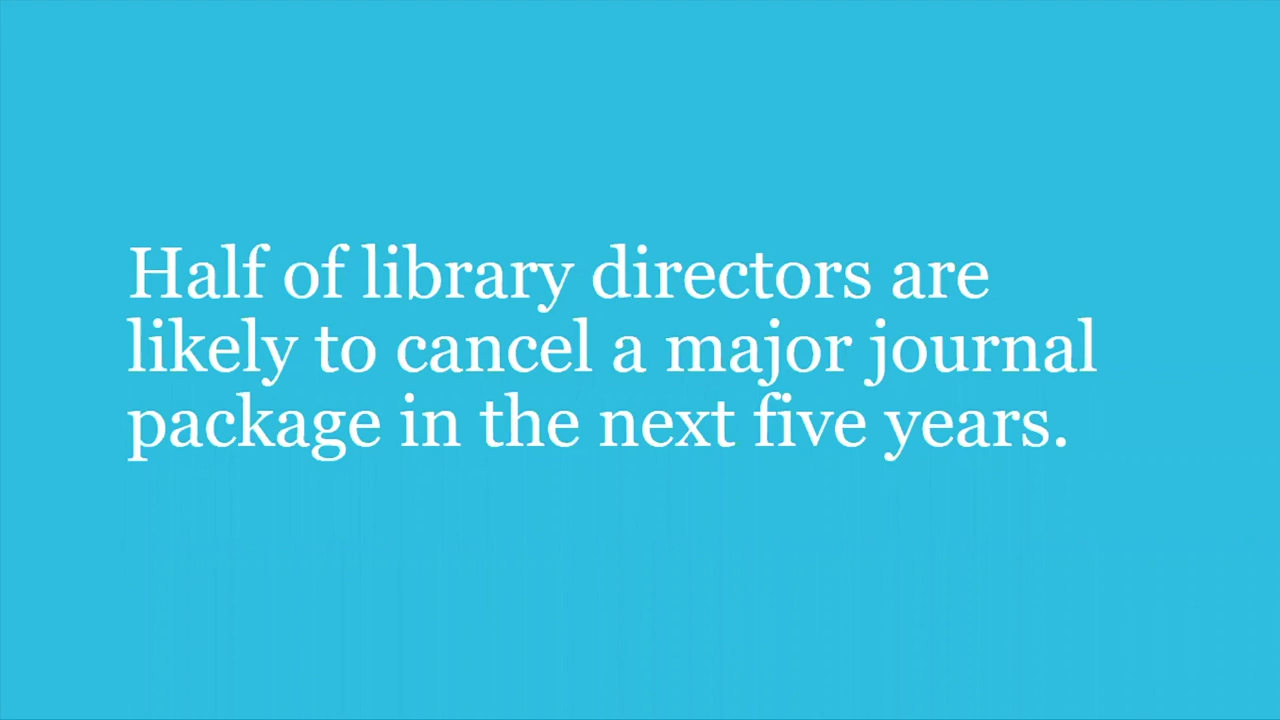 Half of library directors are
likely to cancel a major journal
package in the next five years.